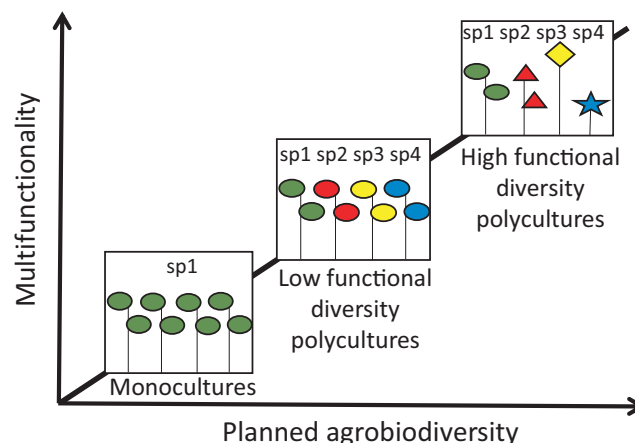 sp1 sp2 sp3 sp4
High functional
diversity
polycultures
sp1 sp2 sp3 sp4
Low functional
diversity
polycultures
sp1
Monocultures
Multifunctionality
Planned agrobiodiversity